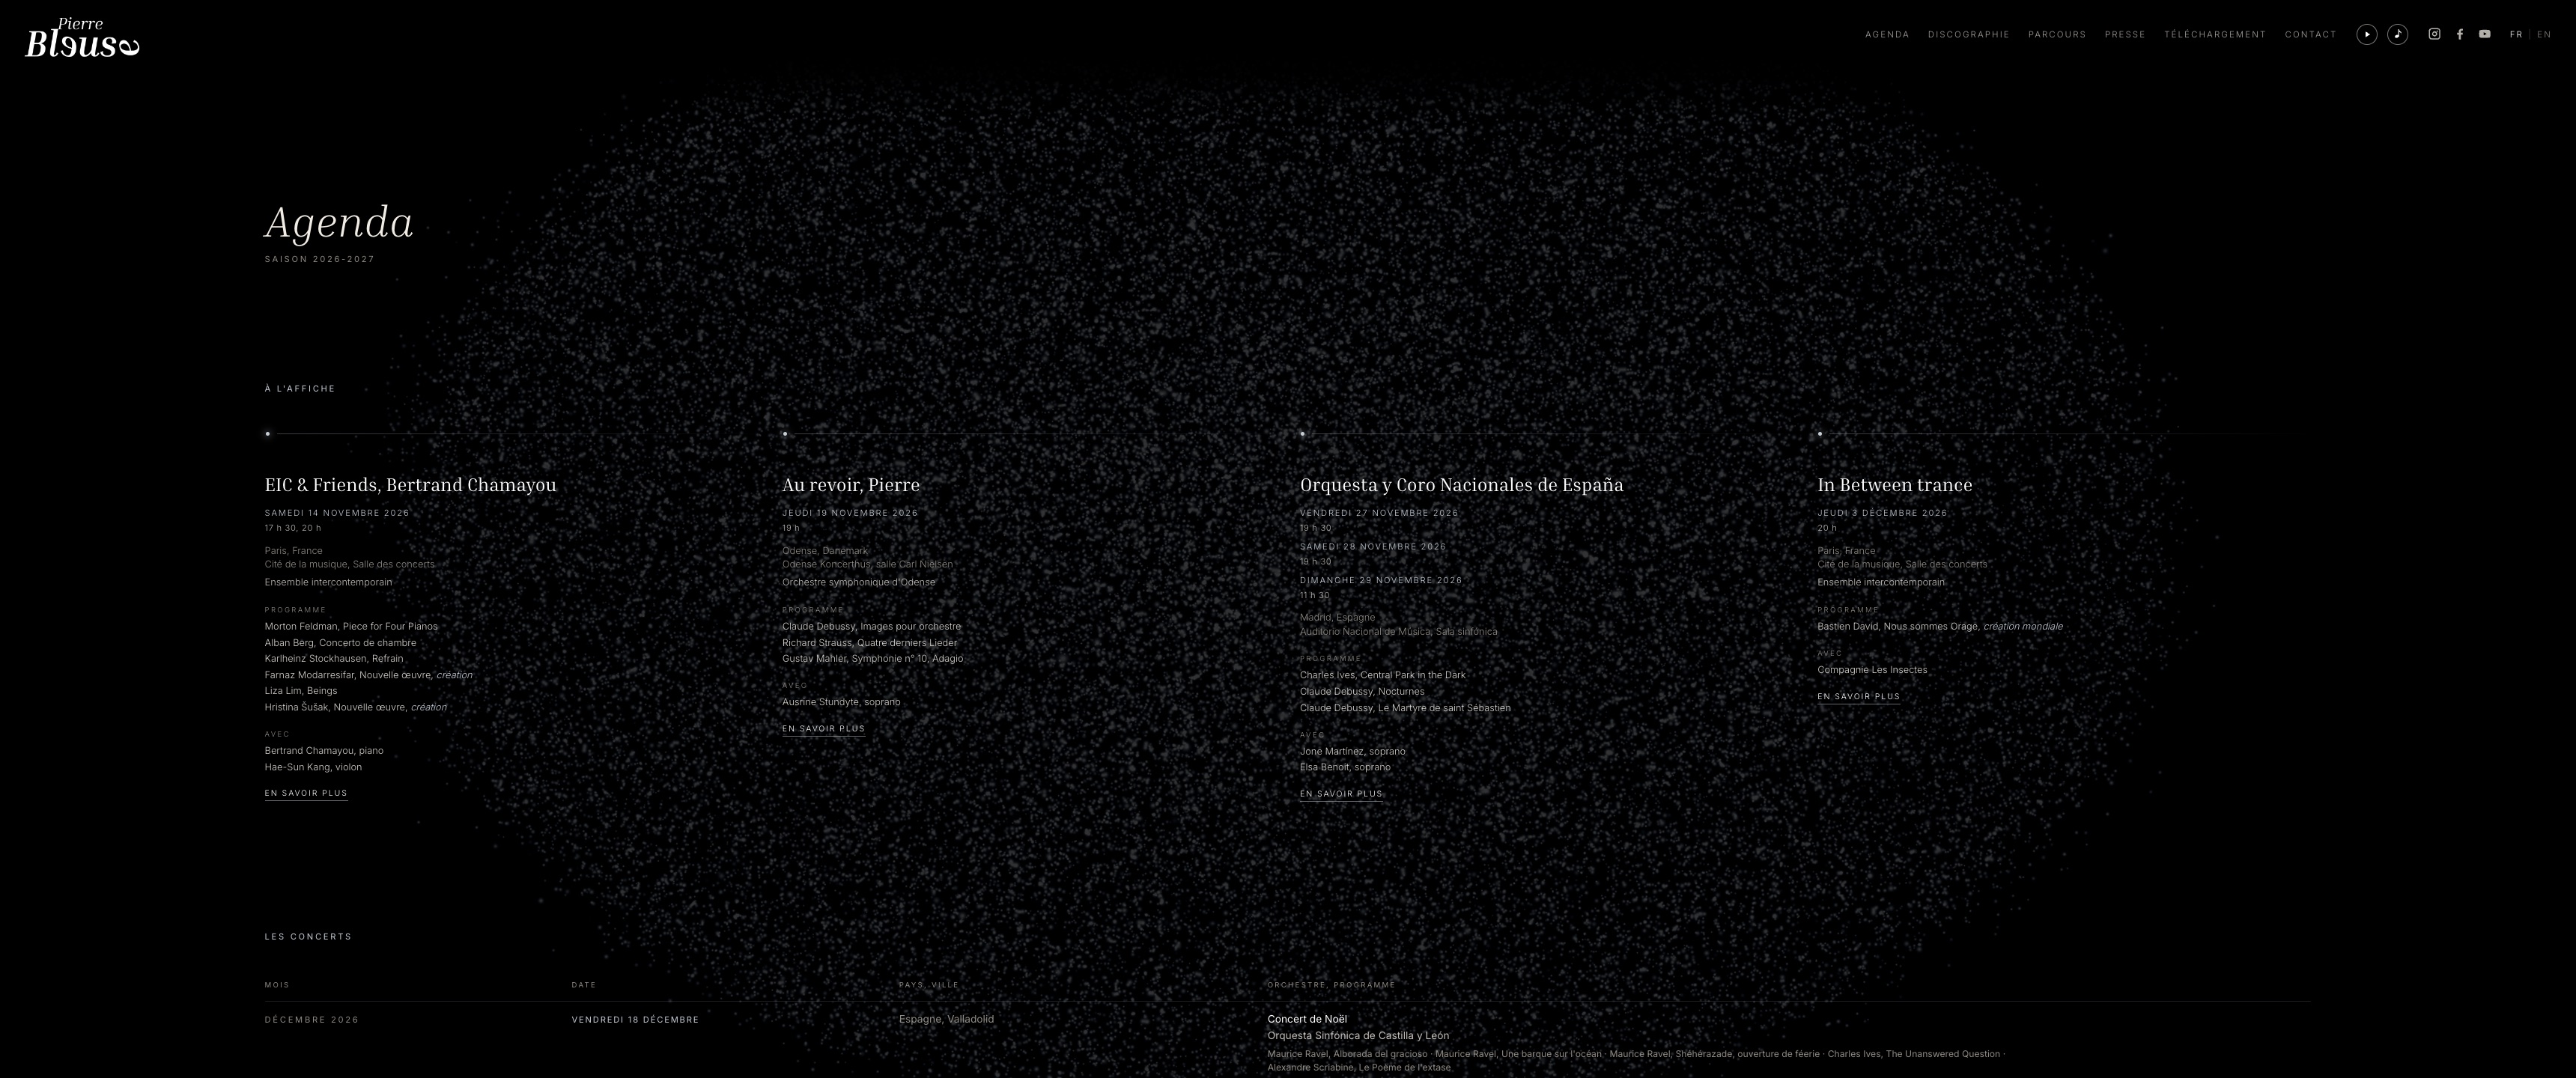 Pierre
Bleuse
AGENDA DISCOGRAPHIE PARCOURS PRESSE TÉLÉCHARGEMENT CONTACT FR | EN
Agenda
SAISON 2026-2027
À L'AFFICHE
EIC & Friends, Bertrand Chamayou
SAMEDI 14 NOVEMBRE 2026
17 h 30, 20 h
Paris, France
Cité de la musique, Salle des concerts
Ensemble intercontemporain
PROGRAMME
Morton Feldman, Piece for Four Pianos
Alban Berg, Concerto de chambre
Karlheinz Stockhausen, Refrain
Farnaz Modarresifar, Nouvelle œuvre, création
Liza Lim, Beings
Hristina Šušak, Nouvelle œuvre, création
AVEC
Bertrand Chamayou, piano
Hae-Sun Kang, violon
EN SAVOIR PLUS
Au revoir, Pierre
JEUDI 19 NOVEMBRE 2026
19 h
Odense, Danemark
Odense Koncerthus, salle Carl Nielsen
Orchestre symphonique d'Odense
PROGRAMME
Claude Debussy, Images pour orchestre
Richard Strauss, Quatre derniers Lieder
Gustav Mahler, Symphonie n° 10, Adagio
AVEC
Ausrine Stundyte, soprano
EN SAVOIR PLUS
Orquesta y Coro Nacionales de España
VENDREDI 27 NOVEMBRE 2026
19 h 30
SAMEDI 28 NOVEMBRE 2026
19 h 30
DIMANCHE 29 NOVEMBRE 2026
11 h 30
Madrid, Espagne
Auditorio Nacional de Música, Sala sinfónica
PROGRAMME
Charles Ives, Central Park in the Dark
Claude Debussy, Nocturnes
Claude Debussy, Le Martyre de saint Sébastien
AVEC
Jone Martínez, soprano
Elsa Benoit, soprano
EN SAVOIR PLUS
In Between trance
JEUDI 3 DÉCEMBRE 2026
20 h
Paris, France
Cité de la musique, Salle des concerts
Ensemble intercontemporain
PROGRAMME
Bastien David, Nous sommes Orage, création mondiale
AVEC
Compagnie Les Insectes
EN SAVOIR PLUS
LES CONCERTS
MOIS DATE PAYS, VILLE ORCHESTRE, PROGRAMME
DÉCEMBRE 2026 VENDREDI 18 DÉCEMBRE Espagne, Valladolid Concert de Noël
Orquesta Sinfónica de Castilla y León
Maurice Ravel, Alborada del gracioso · Maurice Ravel, Une barque sur l'océan · Maurice Ravel, Shéhérazade, ouverture de féerie · Charles Ives, The Unanswered Question ·
Alexandre Scriabine, Le Poème de l'extase